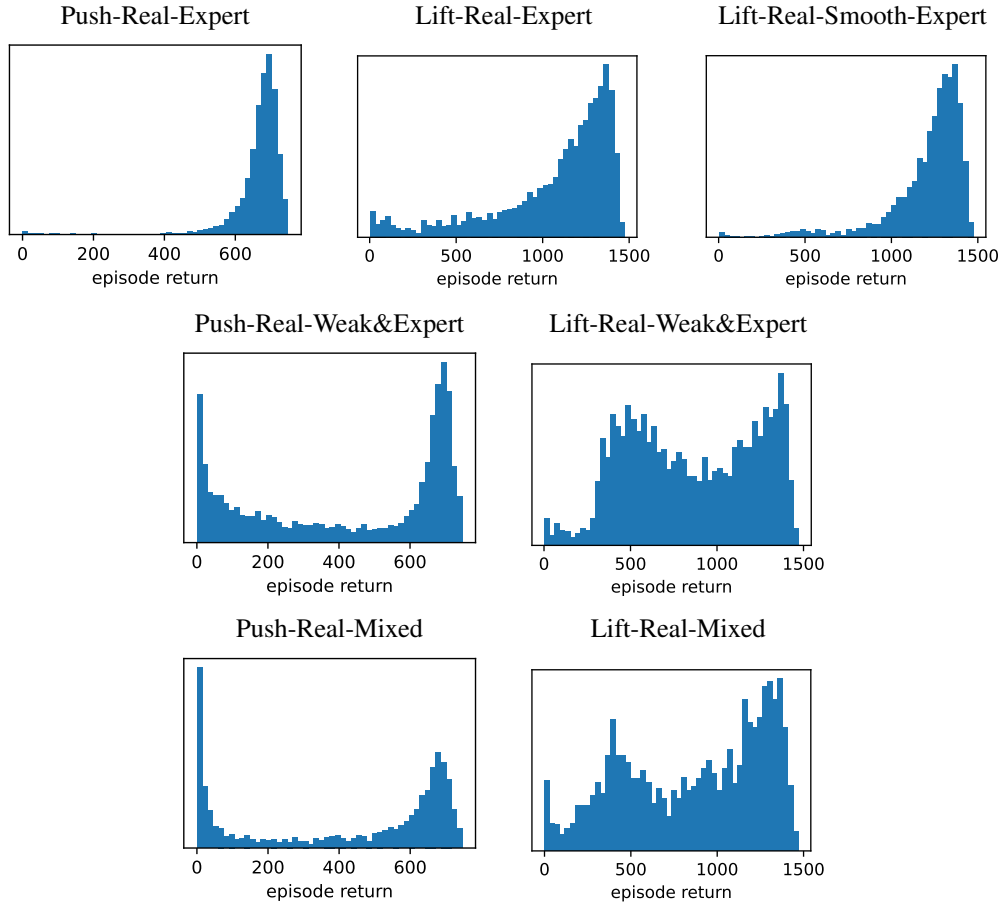 Push-Real-Expert
Lift-Real-Expert
Lift-Real-Smooth-Expert
0 200 400 600
0 500 1000 1500
0 500 1000 1500
episode return
episode return
episode return
Push-Real-Weak&Expert
Lift-Real-Weak&Expert
0 200 400 600
0 500 1000 1500
episode return
episode return
Push-Real-Mixed
Lift-Real-Mixed
0 200 400 600
0 500 1000 1500
episode return
episode return